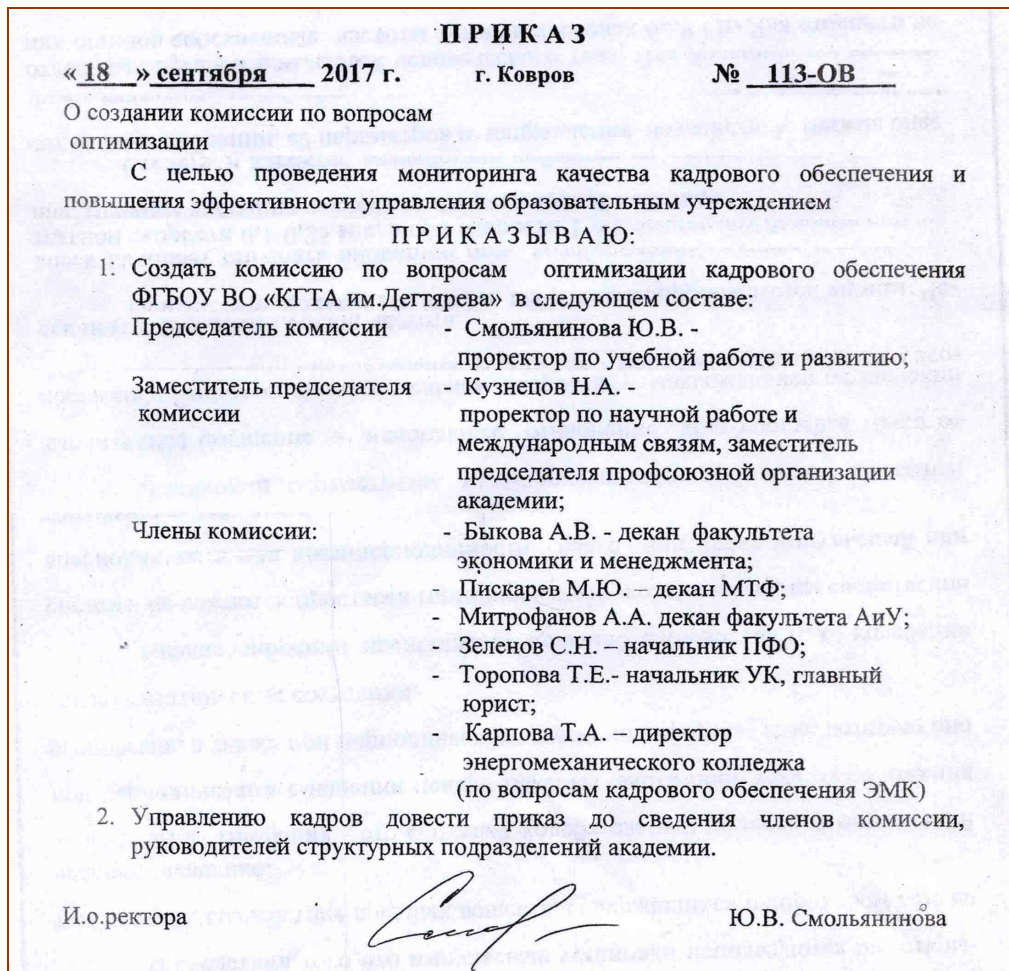 П Р И К А З
« 18 » сентября 2017 г. г. Ковров № 113-ОВ
О создании комиссии по вопросам
оптимизации
С целью проведения мониторинга качества кадрового обеспечения и
повышения эффективности управления образовательным учреждением
П Р И К А З Ы В А Ю:
1. Создать комиссию по вопросам оптимизации кадрового обеспечения
ФГБОУ ВО «КГТА им.Дегтярева» в следующем составе:
Председатель комиссии - Смольянинова Ю.В. -
проректор по учебной работе и развитию;
Заместитель председателя - Кузнецов Н.А. -
комиссии проректор по научной работе и
международным связям, заместитель
председателя профсоюзной организации
академии;
Члены комиссии: - Быкова А.В. - декан факультета
экономики и менеджмента;
- Пискарев М.Ю. – декан МТФ;
- Митрофанов А.А. декан факультета АиУ;
- Зеленов С.Н. – начальник ПФО;
- Торопова Т.Е.- начальник УК, главный
юрист;
- Карпова Т.А. – директор
энергомеханического колледжа
(по вопросам кадрового обеспечения ЭМК)
2. Управлению кадров довести приказ до сведения членов комиссии,
руководителей структурных подразделений академии.
И.о.ректора Ю.В. Смольянинова